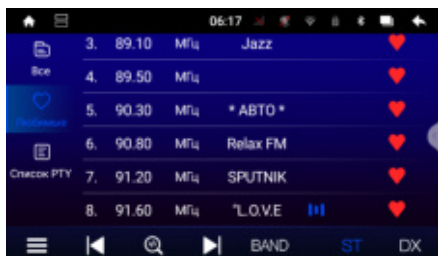 06:17
3. 89.10 МГц Jazz
Все
4. 89.50 МГц
Любимые
5. 90.30 МГц * АВТО *
6. 90.80 МГц Relax FM
Список PTY
7. 91.20 МГц SPUTNIK
8. 91.60 МГц "L.O.V.E
BAND ST DX